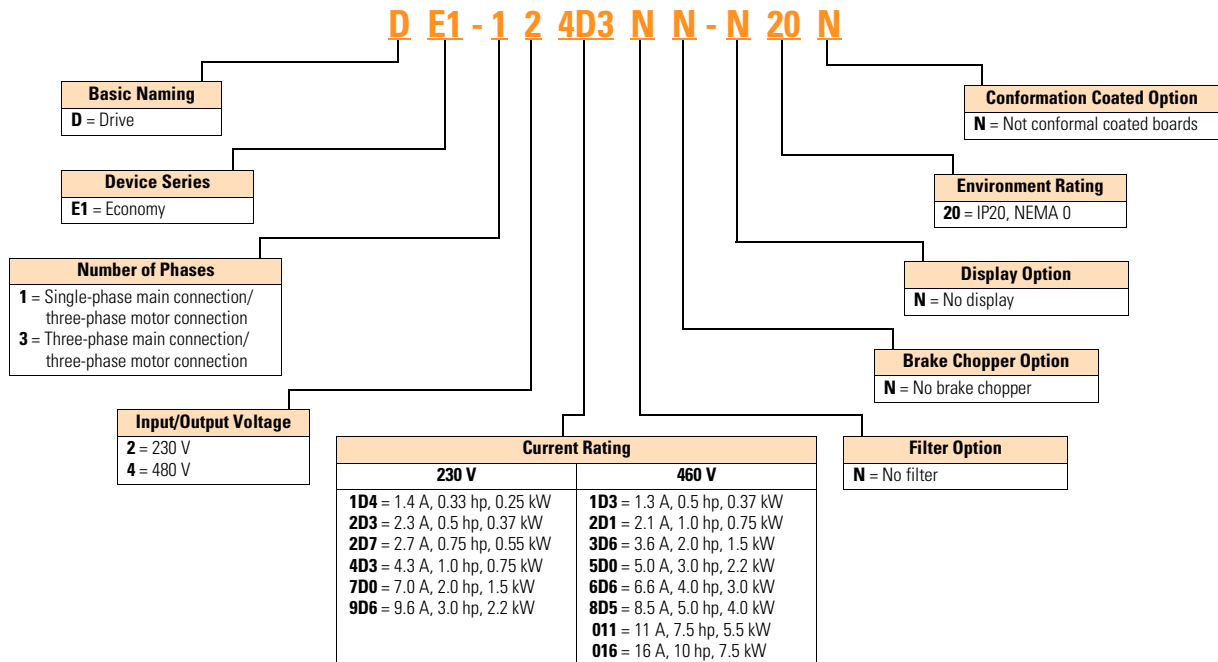 D E1 - 1 2 4D3 N N - N 20 N
Basic Naming
D = Drive
Device Series
E1 = Economy
Number of Phases
1 = Single-phase main connection/
three-phase motor connection
3 = Three-phase main connection/
three-phase motor connection
Input/Output Voltage
2 = 230 V
4 = 480 V
Current Rating
230 V
1D4 = 1.4 A, 0.33 hp, 0.25 kW
2D3 = 2.3 A, 0.5 hp, 0.37 kW
2D7 = 2.7 A, 0.75 hp, 0.55 kW
4D3 = 4.3 A, 1.0 hp, 0.75 kW
7D0 = 7.0 A, 2.0 hp, 1.5 kW
9D6 = 9.6 A, 3.0 hp, 2.2 kW
460 V
1D3 = 1.3 A, 0.5 hp, 0.37 kW
2D1 = 2.1 A, 1.0 hp, 0.75 kW
3D6 = 3.6 A, 2.0 hp, 1.5 kW
5D0 = 5.0 A, 3.0 hp, 2.2 kW
6D6 = 6.6 A, 4.0 hp, 3.0 kW
8D5 = 8.5 A, 5.0 hp, 4.0 kW
011 = 11 A, 7.5 hp, 5.5 kW
016 = 16 A, 10 hp, 7.5 kW
Filter Option
N = No filter
Brake Chopper Option
N = No brake chopper
Display Option
N = No display
Environment Rating
20 = IP20, NEMA 0
Conformation Coated Option
N = Not conformal coated boards